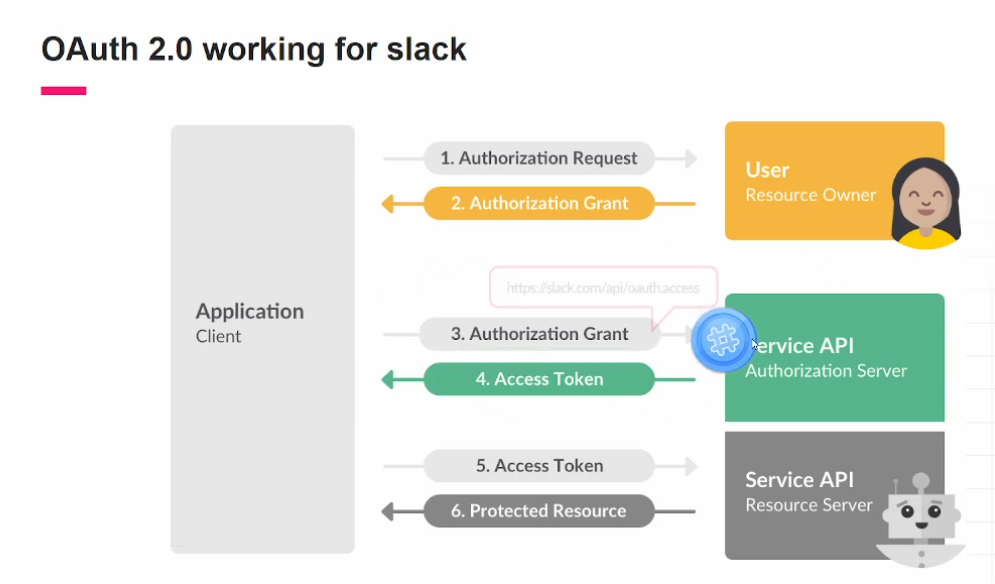 OAuth 2.0 working for slack
1. Authorization Request
2. Authorization Grant
User
Resource Owner
https://slack.com/api/oauth.access
Application
Client
3. Authorization Grant
4. Access Token
ervice API
Authorization Server
5. Access Token
6. Protected Resource
Service API
Resource Server